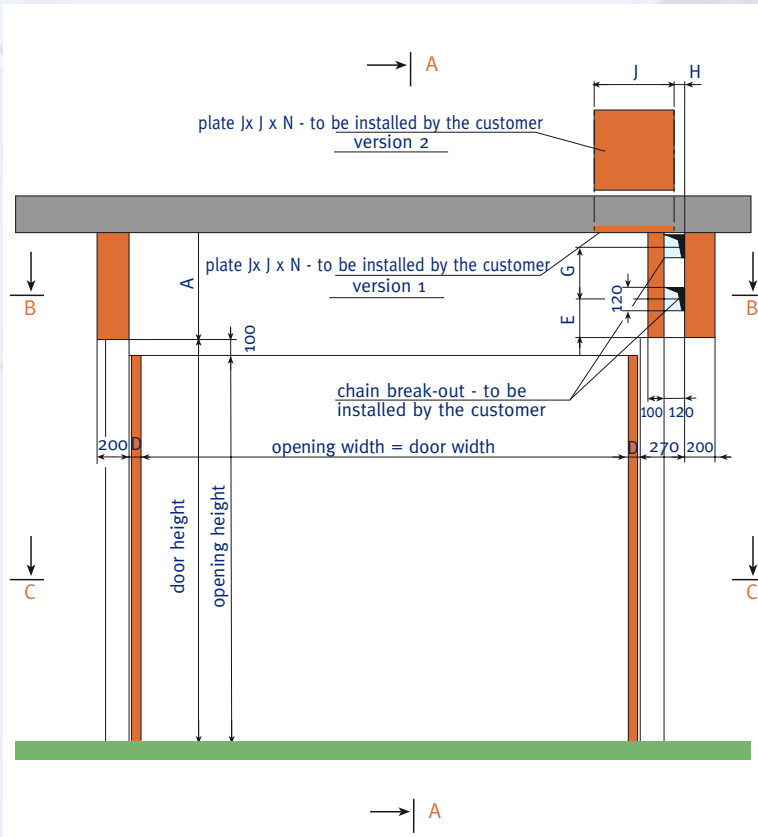 A
J
H
plate Jx J x N - to be installed by the customer
version 2
plate Jx J x N - to be installed by the customer
version 1
A
G
120
E
100
B
B
chain break-out - to be
installed by the customer
100
120
200
D
opening width = door width
D
270
200
door height
opening height
C
C
A